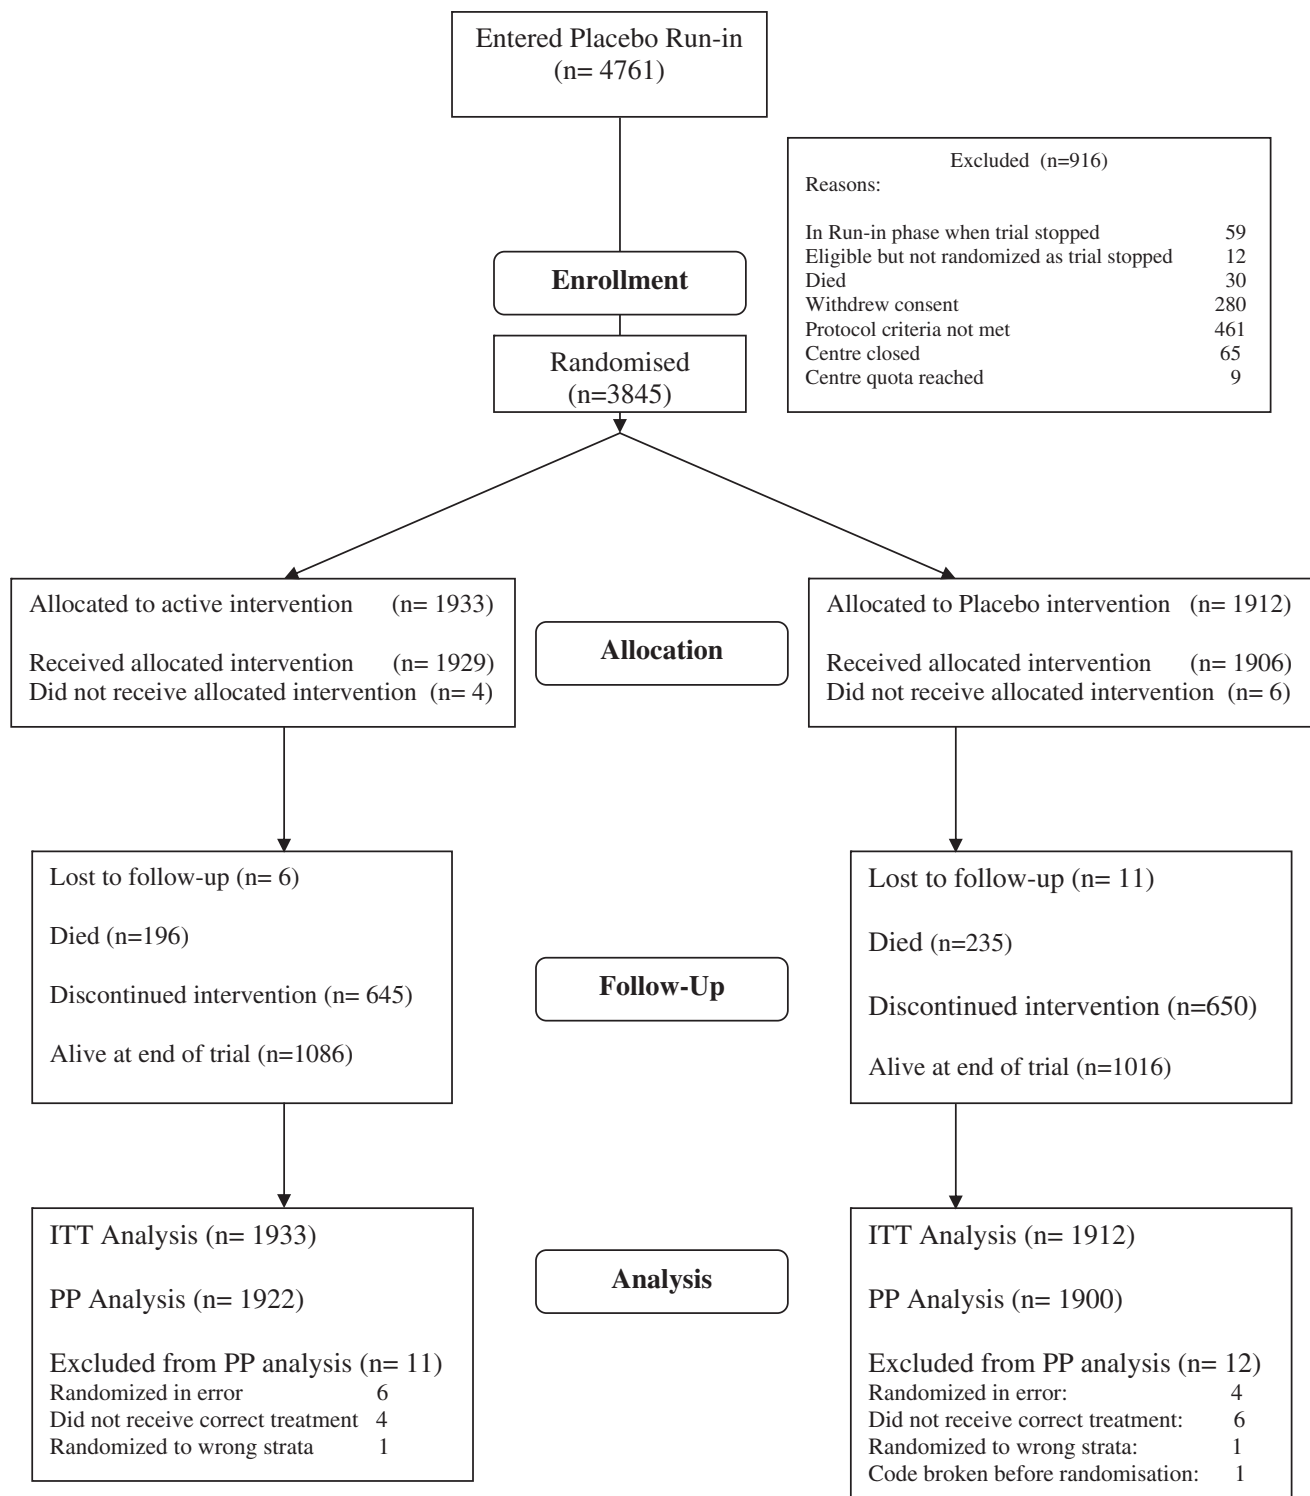 Entered Placebo Run-in
(n= 4761)
Excluded (n=916)
Reasons:
In Run-in phase when trial stopped 59
Eligible but not randomized as trial stopped 12
Died 30
Withdrew consent 280
Protocol criteria not met 461
Centre closed 65
Centre quota reached 9
Enrollment
Randomised
(n=3845)
Allocated to active intervention (n= 1933)
Received allocated intervention (n= 1929)
Did not receive allocated intervention (n= 4)
Allocation
Allocated to Placebo intervention (n= 1912)
Received allocated intervention (n= 1906)
Did not receive allocated intervention (n= 6)
Lost to follow-up (n= 6)
Died (n=196)
Discontinued intervention (n= 645)
Alive at end of trial (n=1086)
Follow-Up
Lost to follow-up (n= 11)
Died (n=235)
Discontinued intervention (n=650)
Alive at end of trial (n=1016)
ITT Analysis (n= 1933)
PP Analysis (n= 1922)
Excluded from PP analysis (n= 11)
Randomized in error 6
Did not receive correct treatment 4
Randomized to wrong strata 1
Analysis
ITT Analysis (n= 1912)
PP Analysis (n= 1900)
Excluded from PP analysis (n= 12)
Randomized in error: 4
Did not receive correct treatment: 6
Randomized to wrong strata: 1
Code broken before randomisation: 1